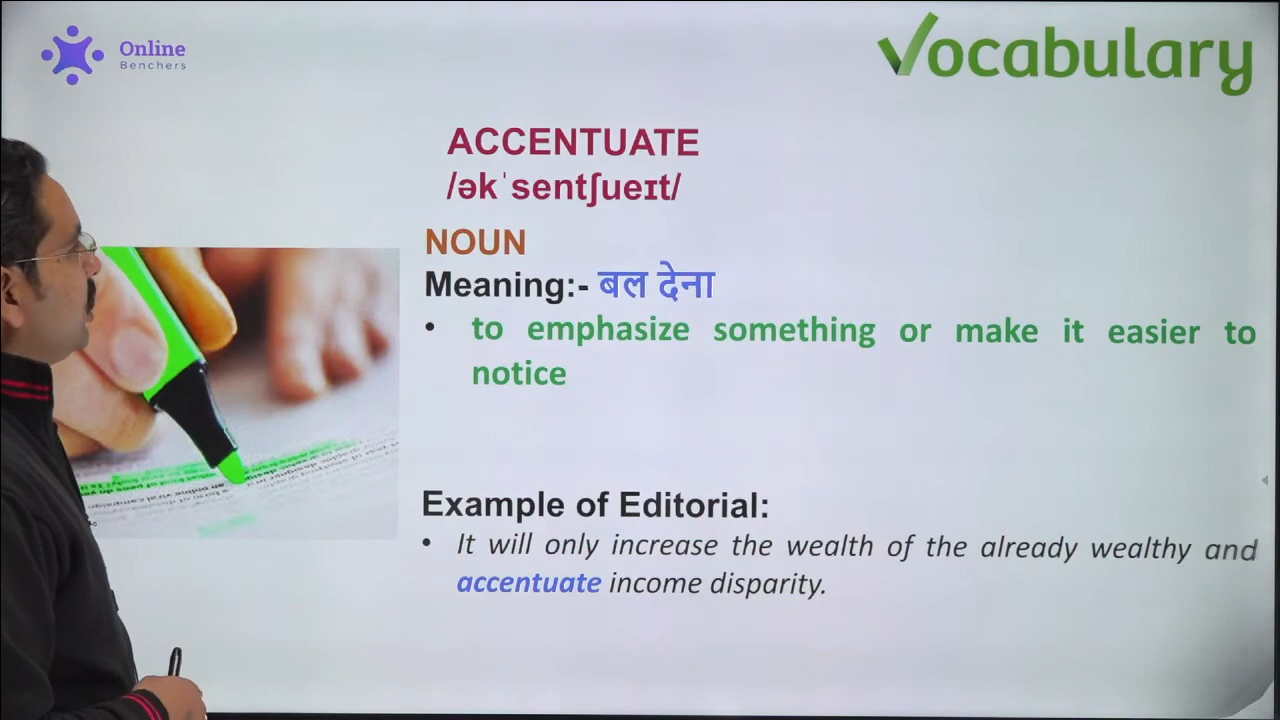 Online
Benchers
Vocabulary
ACCENTUATE
/əkˈsentʃueɪt/
NOUN
Meaning:- बल देना
• to emphasize something or make it easier to
notice
Example of Editorial:
• It will only increase the wealth of the already wealthy and
accentuate income disparity.